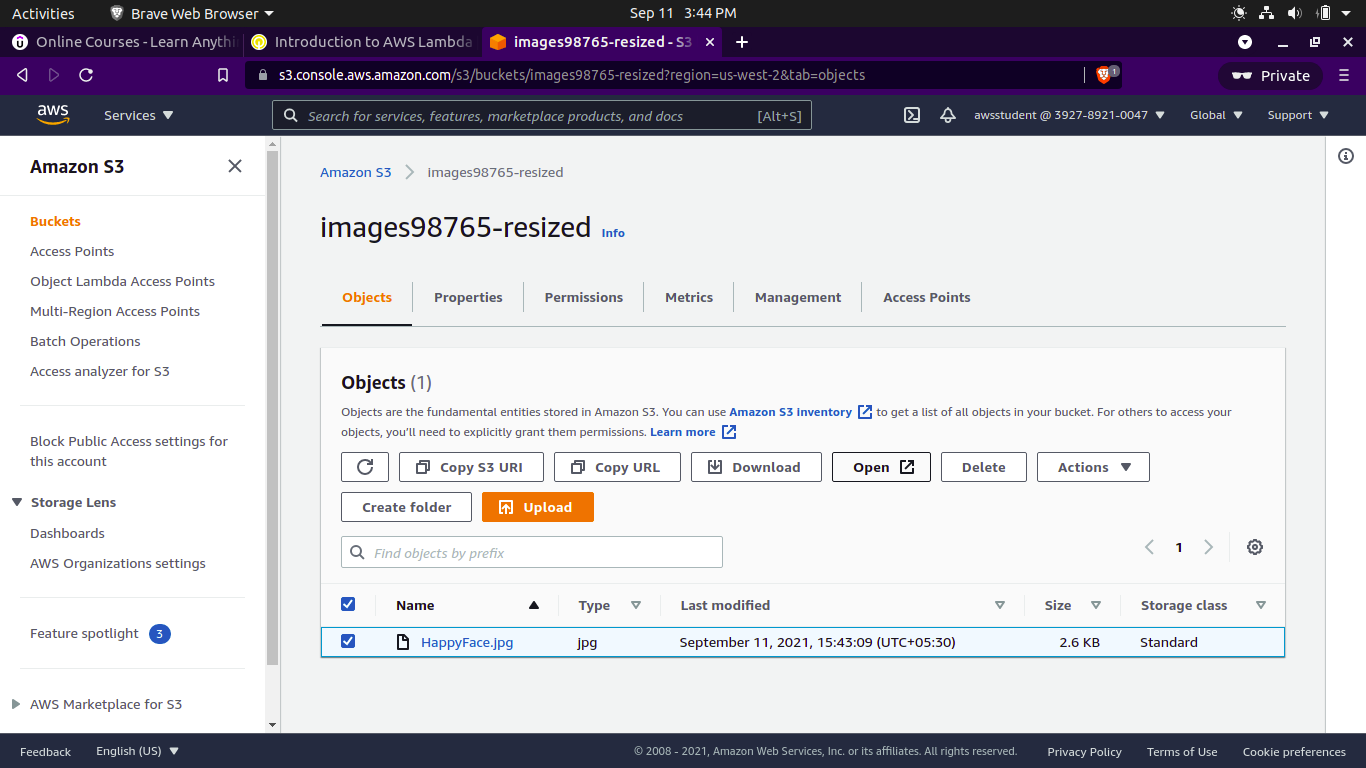 Activities Brave Web Browser Sep 11 3:44 PM
Online Courses - Learn Anythi Introduction to AWS Lambda images98765-resized - S3
s3.console.aws.amazon.com/s3/buckets/images98765-resized?region=us-west-2&tab=objects 1 Private
aws Services Search for services, features, marketplace products, and docs [Alt+S] awsstudent @ 3927-8921-0047 Global Support
Amazon S3
Buckets
Access Points
Object Lambda Access Points
Multi-Region Access Points
Batch Operations
Access analyzer for S3
Block Public Access settings for
this account
Storage Lens
Dashboards
AWS Organizations settings
Feature spotlight 3
AWS Marketplace for S3
Amazon S3 images98765-resized
images98765-resized Info
Objects Properties Permissions Metrics Management Access Points
Objects (1)
Objects are the fundamental entities stored in Amazon S3. You can use Amazon S3 inventory to get a list of all objects in your bucket. For others to access your
objects, you'll need to explicitly grant them permissions. Learn more
Copy S3 URI Copy URL Download Open Delete Actions
Create folder Upload
Find objects by prefix 1
Name Type Last modified Size Storage class
HappyFace.jpg jpg September 11, 2021, 15:43:09 (UTC+05:30) 2.6 KB Standard
Feedback English (US) © 2008 - 2021, Amazon Web Services, Inc. or its affiliates. All rights reserved. Privacy Policy Terms of Use Cookie preferences